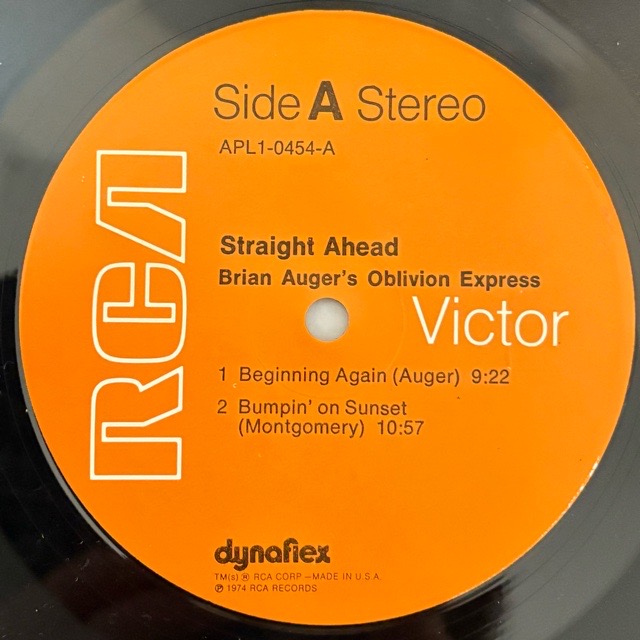 Side A Stereo
APL1-0454-A
RCA
Straight Ahead
Brian Auger's Oblivion Express
Victor
1 Beginning Again (Auger) 9:22
2 Bumpin' on Sunset
(Montgomery) 10:57
dynaflex
TM(s) ® RCA CORP —MADE IN U.S.A.
℗ 1974 RCA RECORDS